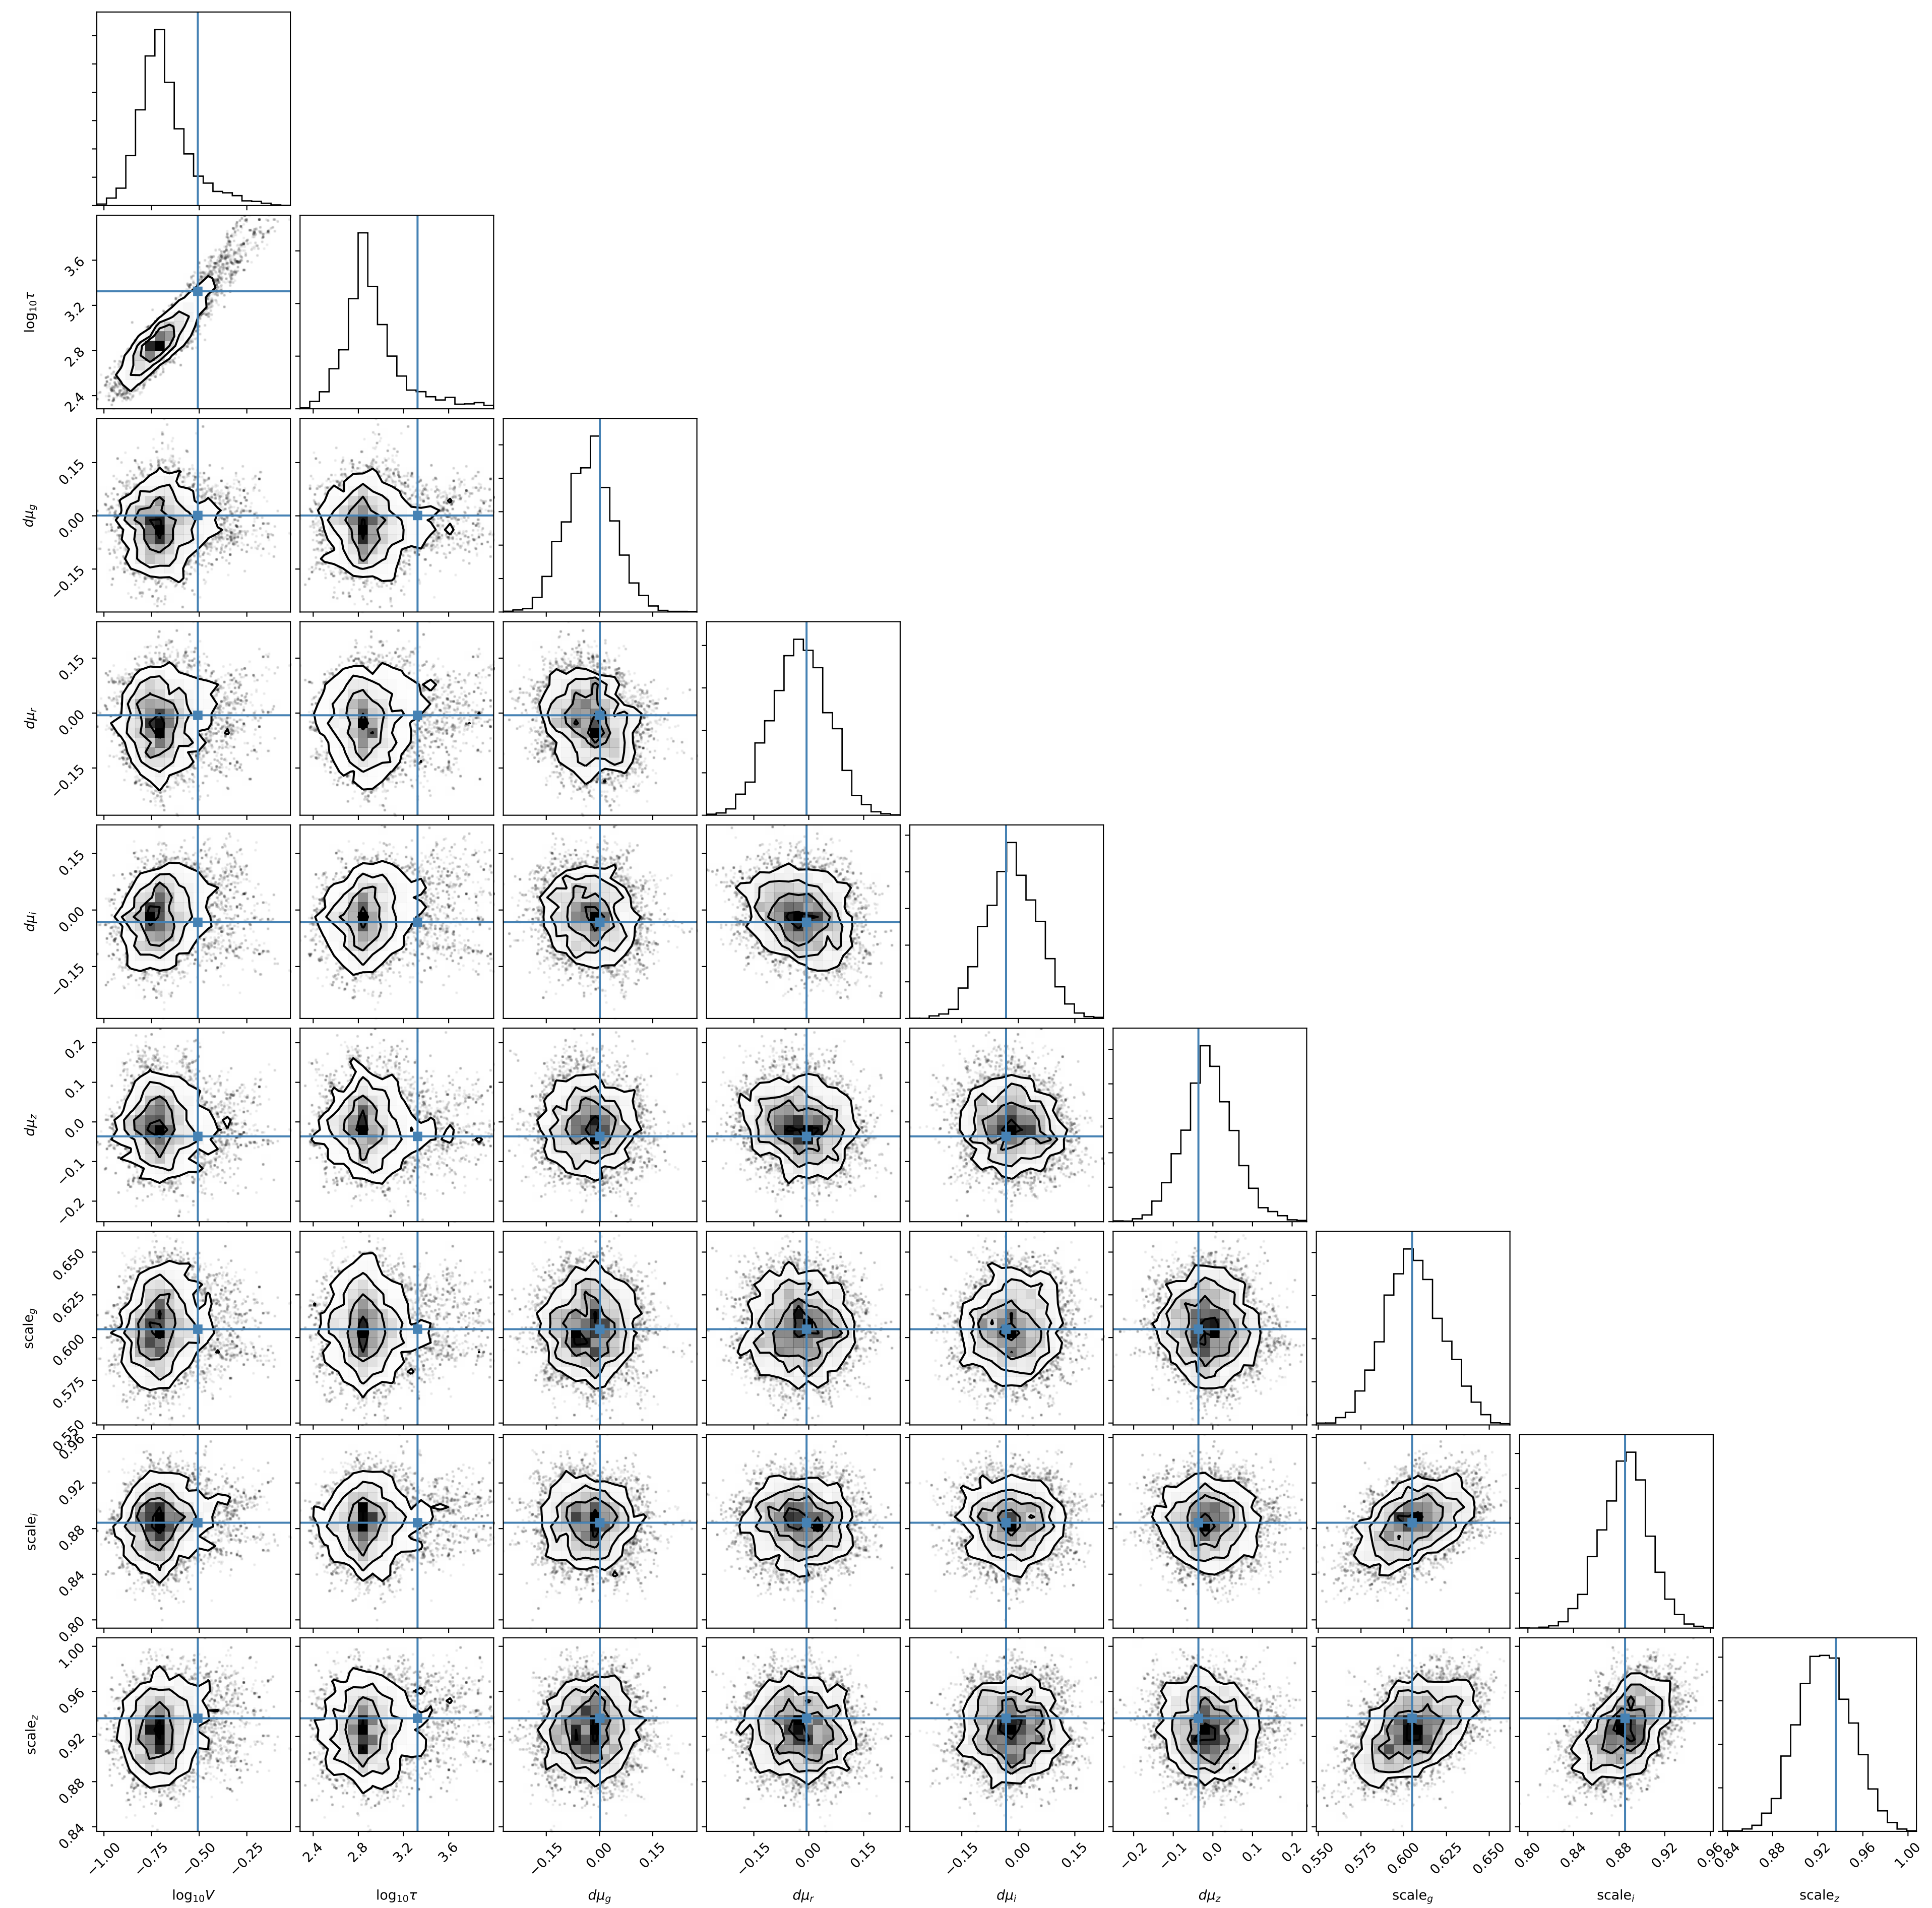 3.6
3.2
2.8
2.4
log₁₀τ
0.15
0.00
−0.15
dμ_g
0.15
0.00
−0.15
dμ_r
0.15
0.00
−0.15
dμ_i
0.2
0.1
0.0
−0.1
−0.2
dμ_z
0.650
0.625
0.600
0.575
0.550
scale_g
0.96
0.92
0.88
0.84
0.80
scale_i
1.00
0.96
0.92
0.88
0.84
scale_z
−1.00 −0.75 −0.50 −0.25
2.4 2.8 3.2 3.6
−0.15 0.00 0.15
−0.15 0.00 0.15
−0.15 0.00 0.15
−0.2 −0.1 0.0 0.1 0.2
0.550 0.575 0.600 0.625 0.650
0.80 0.84 0.88 0.92 0.96
0.84 0.88 0.92 0.96 1.00
log₁₀V
log₁₀τ
dμ_g
dμ_r
dμ_i
dμ_z
scale_g
scale_i
scale_z